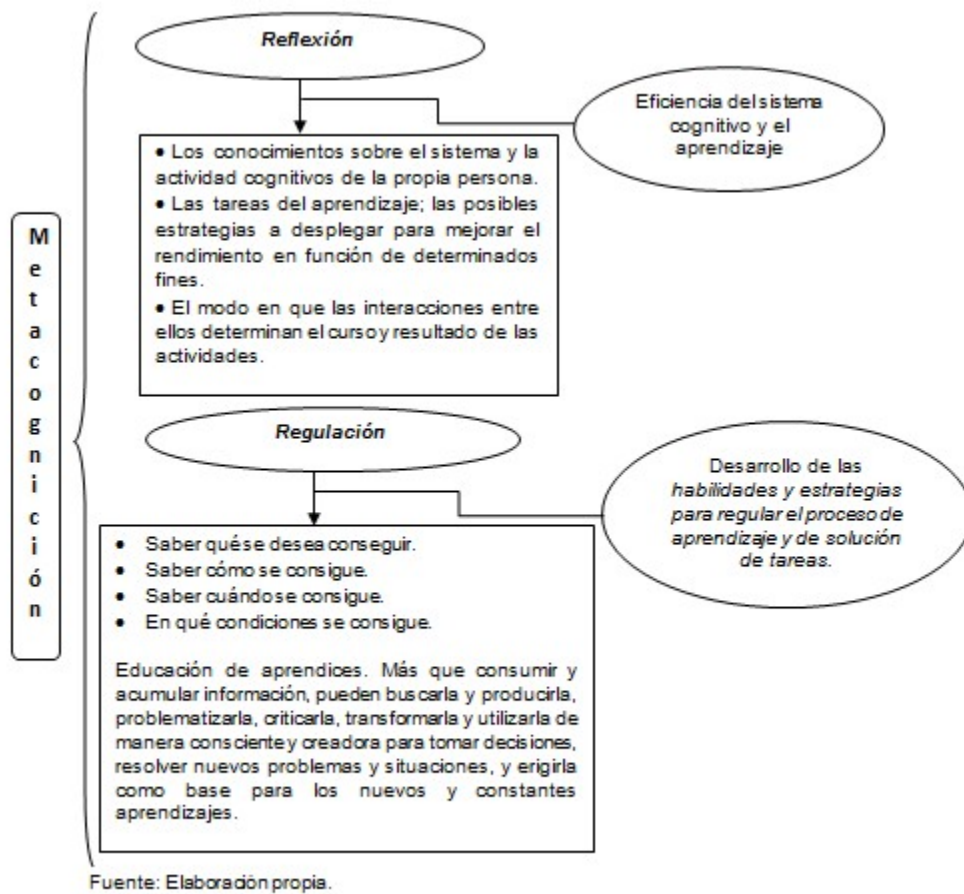 Metacognición
Reflexión
Eficiencia del sistema
cognitivo y el
aprendizaje
• Los conocimientos sobre el sistema y la
actividad cognitivos de la propia persona.
• Las tareas del aprendizaje; las posibles
estrategias a desplegar para mejorar el
rendimiento en función de determinados
fines.
• El modo en que las interacciones entre
ellos determinan el curso y resultado de las
actividades.
Regulación
Desarrollo de las
habilidades y estrategias
para regular el proceso de
aprendizaje y de solución
de tareas.
• Saber qué se desea conseguir.
• Saber cómo se consigue.
• Saber cuándo se consigue.
• En qué condiciones se consigue.
Educación de aprendices. Más que consumir y
acumular información, pueden buscarla y producirla,
problematizarla, criticarla, transformarla y utilizarla de
manera consciente y creadora para tomar decisiones,
resolver nuevos problemas y situaciones, y erigirla
como base para los nuevos y constantes
aprendizajes.
Fuente: Elaboración propia.